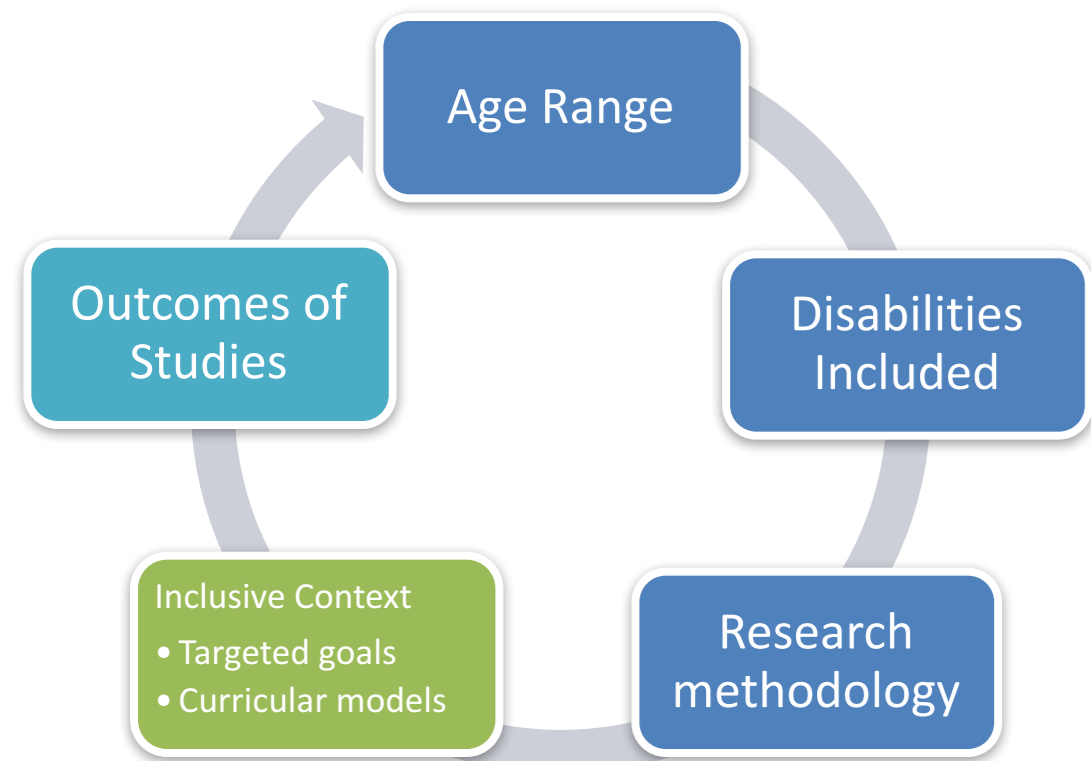 Age Range
Disabilities
Included
Research
methodology
Inclusive Context
• Targeted goals
• Curricular models
Outcomes of
Studies